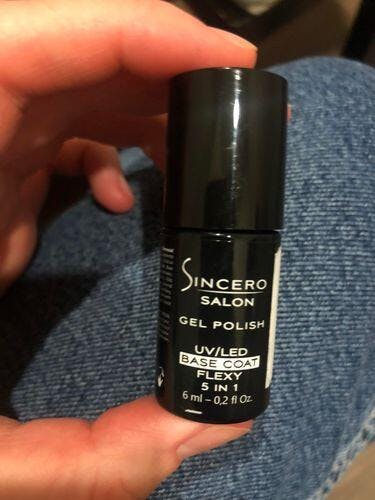 SINCERO
SALON
GEL POLISH
UV/LED
BASE COAT
FLEXY
5 IN 1
6 ml – 0,2 fl Oz.